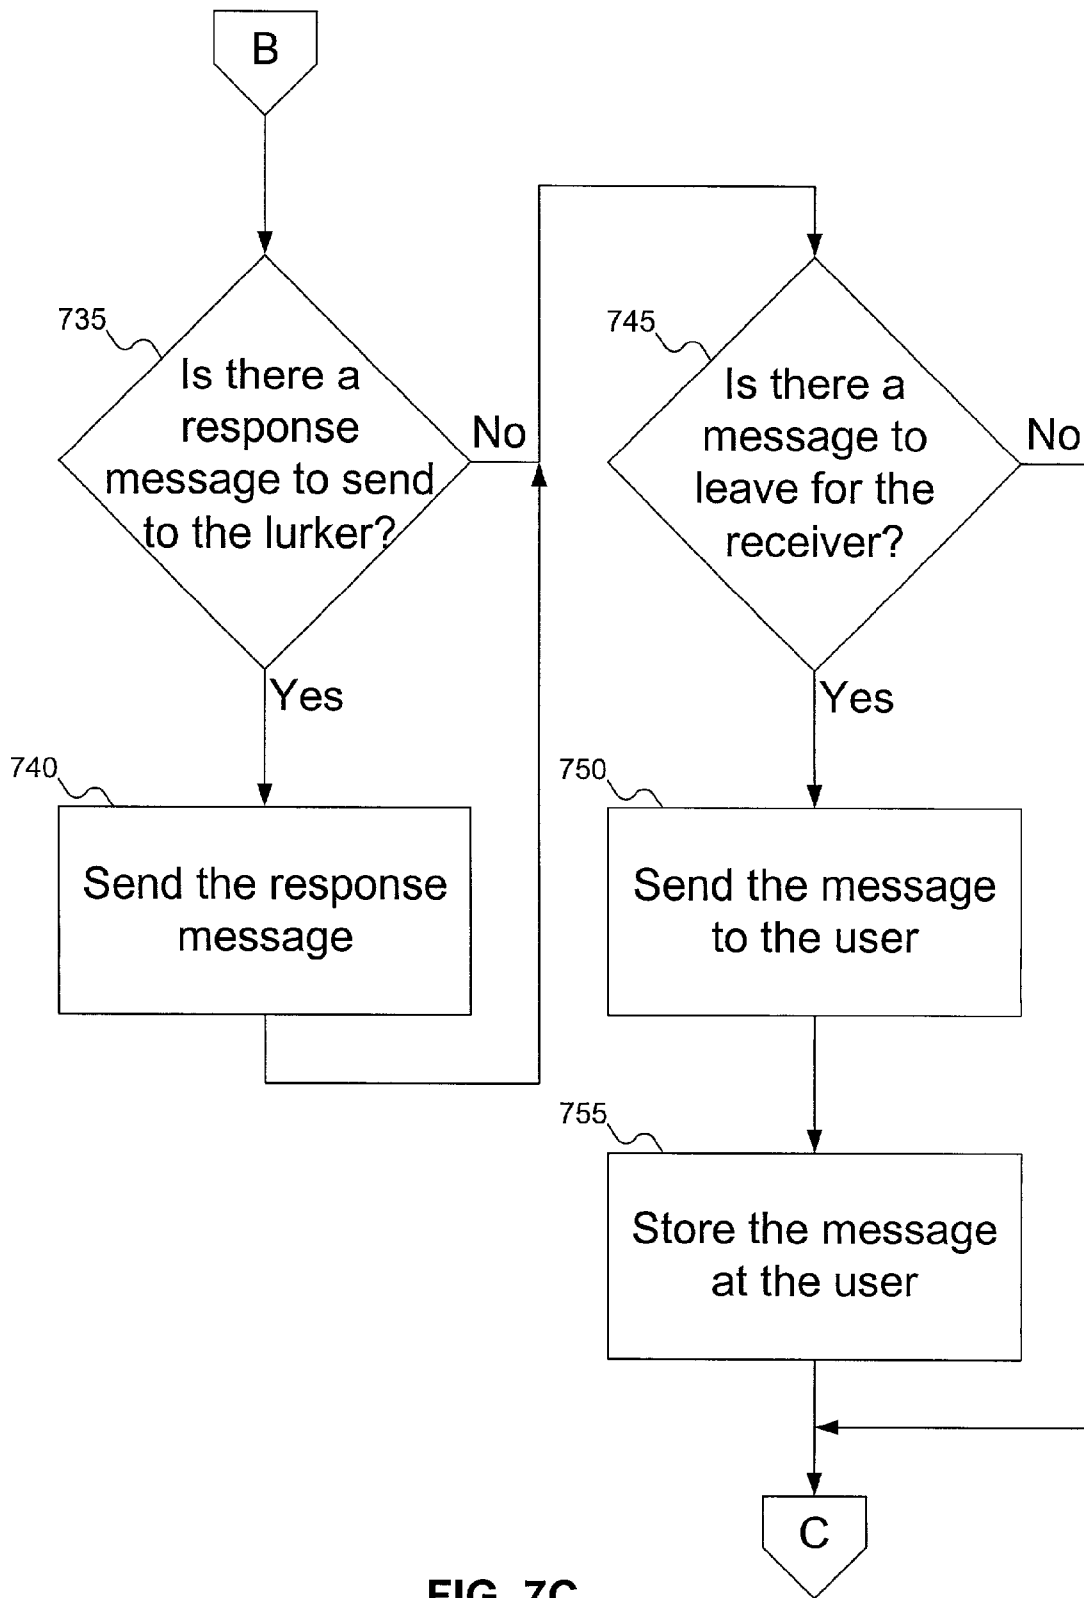 B
735
Is there a
response
message to send
to the lurker?
No
Yes
740
Send the response
message
745
Is there a
message to
leave for the
receiver?
No
Yes
750
Send the message
to the user
755
Store the message
at the user
C
FIG. 7C